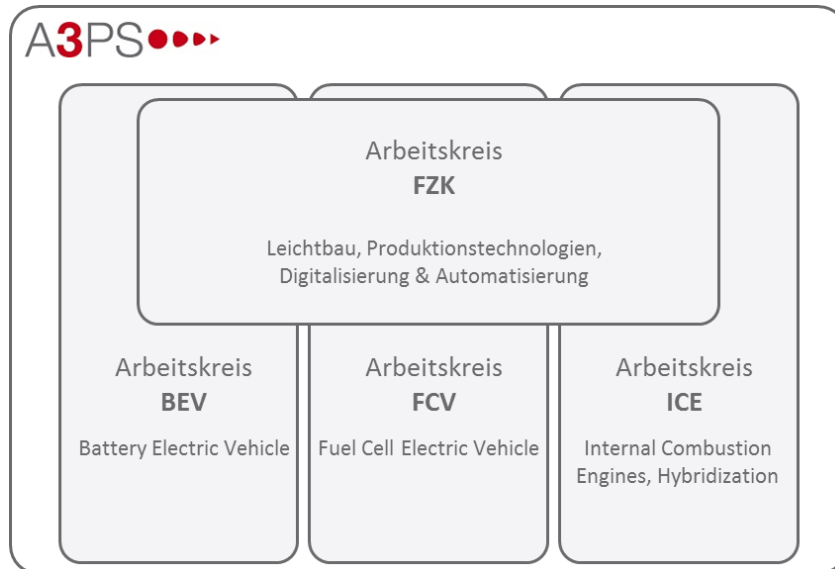 A3PS
Arbeitskreis
FZK
Leichtbau, Produktionstechnologien,
Digitalisierung & Automatisierung
Arbeitskreis
BEV
Battery Electric Vehicle
Arbeitskreis
FCV
Fuel Cell Electric Vehicle
Arbeitskreis
ICE
Internal Combustion
Engines, Hybridization